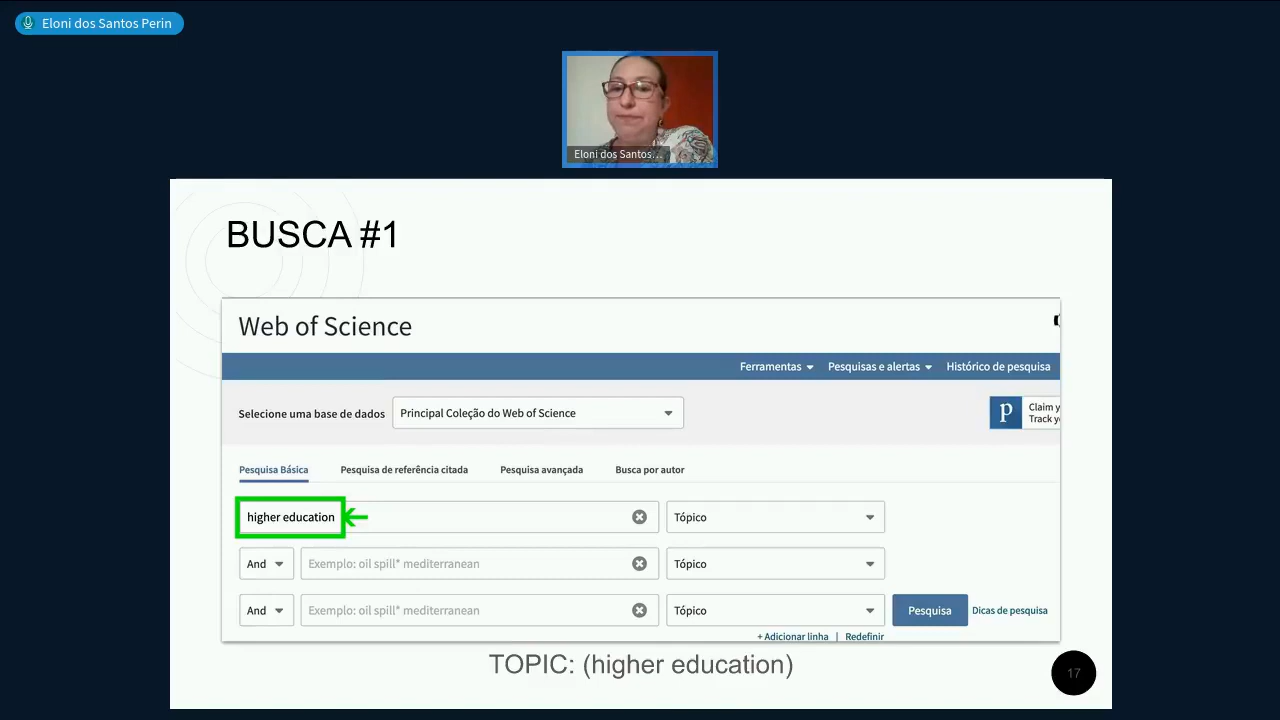 Eloni dos Santos Perin
Eloni dos Santos...
BUSCA #1
Web of Science
Ferramentas Pesquisas e alertas Histórico de pesquisa
Selecione uma base de dados Principal Coleção do Web of Science
p Claim y
Track yo
Pesquisa Básica Pesquisa de referência citada Pesquisa avançada Busca por autor
higher education Tópico
And Exemplo: oil spill* mediterranean Tópico
And Exemplo: oil spill* mediterranean Tópico Pesquisa Dicas de pesquisa
+ Adicionar linha | Redefinir
TOPIC: (higher education)
17